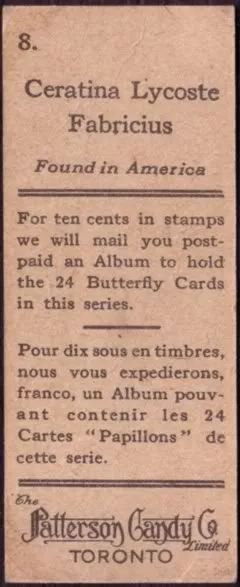 8.
Ceratina Lycoste
Fabricius
Found in America
For ten cents in stamps
we will mail you post-
paid an Album to hold
the 24 Butterfly Cards
in this series.
Pour dix sous en timbres,
nous vous expedierons,
franco, un Album pouv-
ant contenir les 24
Cartes "Papillons" de
cette serie.
The
Patterson Candy Co
Limited
TORONTO